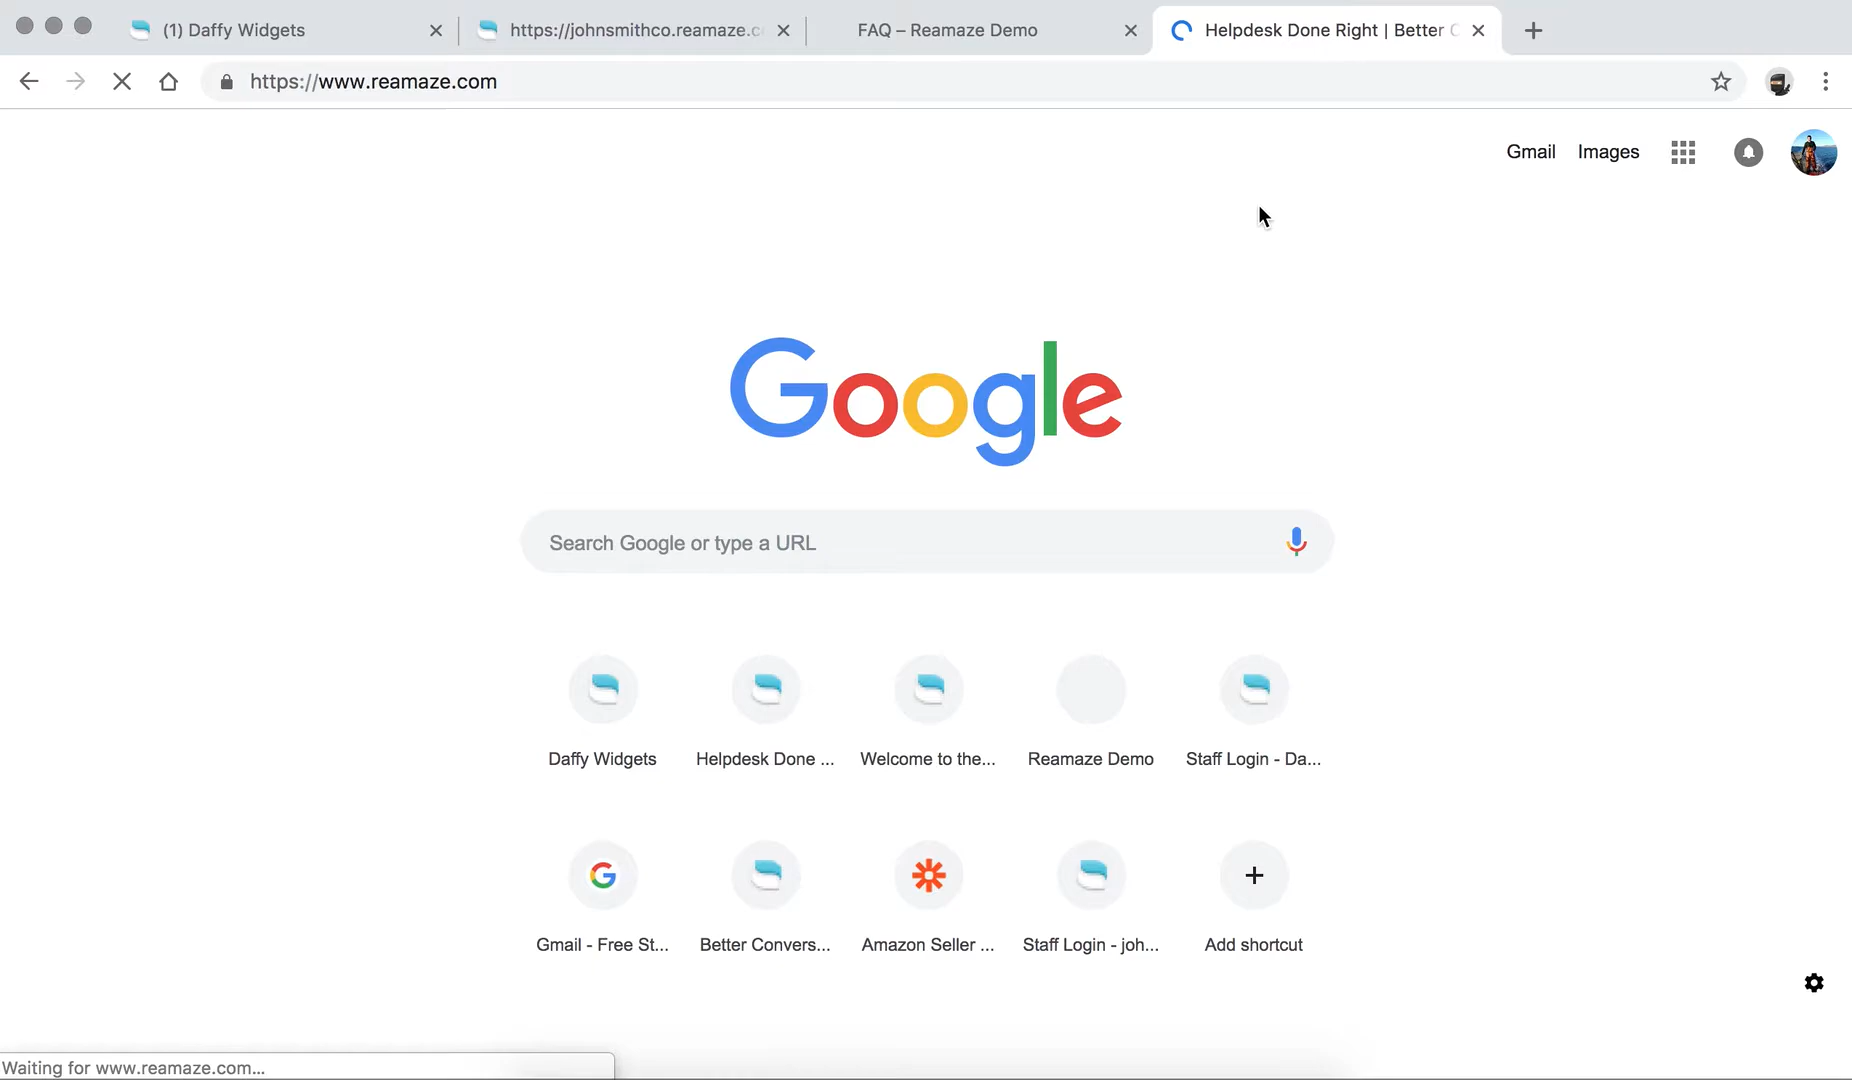 (1) Daffy Widgets
https://johnsmithco.reamaze.c
FAQ – Reamaze Demo
Helpdesk Done Right | Better C
https://www.reamaze.com
Gmail
Images
Google
Search Google or type a URL
Daffy Widgets
Helpdesk Done ...
Welcome to the...
Reamaze Demo
Staff Login - Da...
Gmail - Free St...
Better Convers...
Amazon Seller ...
Staff Login - joh...
Add shortcut
Waiting for www.reamaze.com...